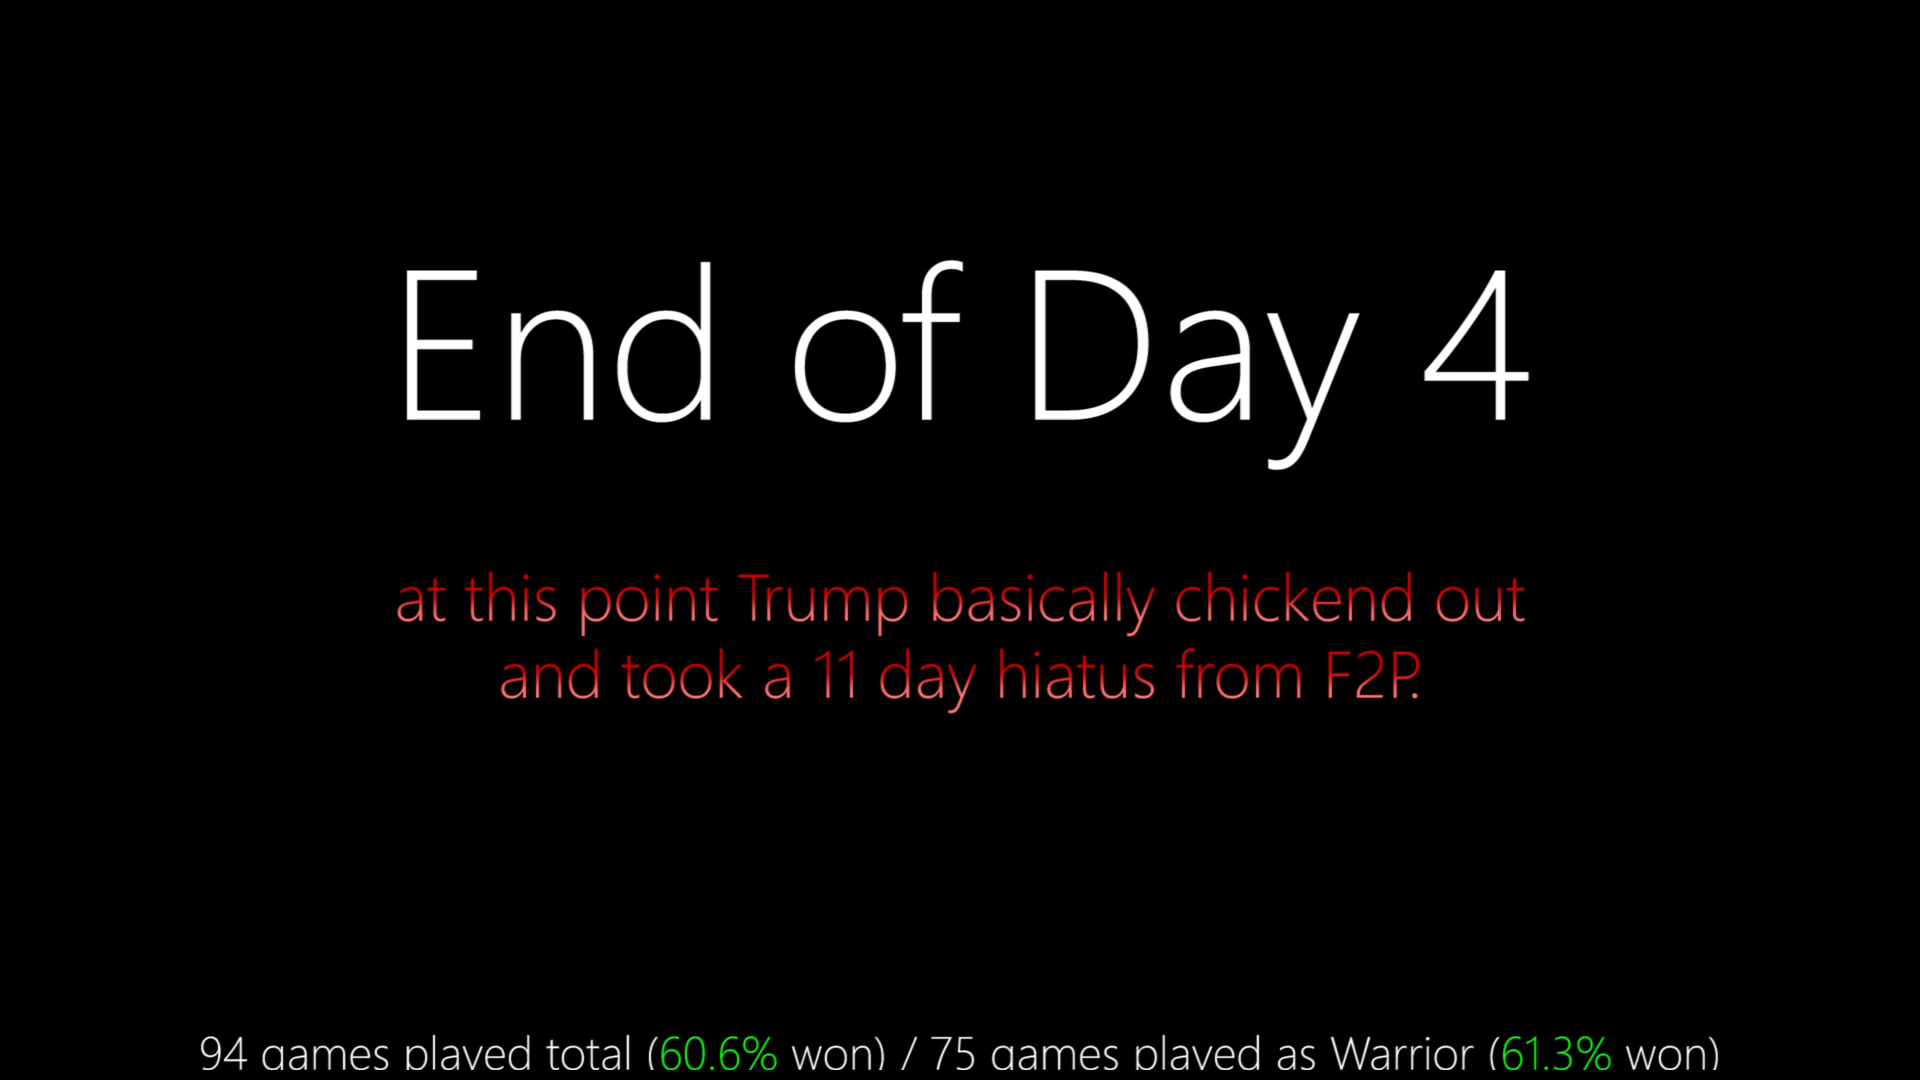 End of Day 4
at this point Trump basically chickend out
and took a 11 day hiatus from F2P.
94 games played total (60.6% won) / 75 games played as Warrior (61.3% won)